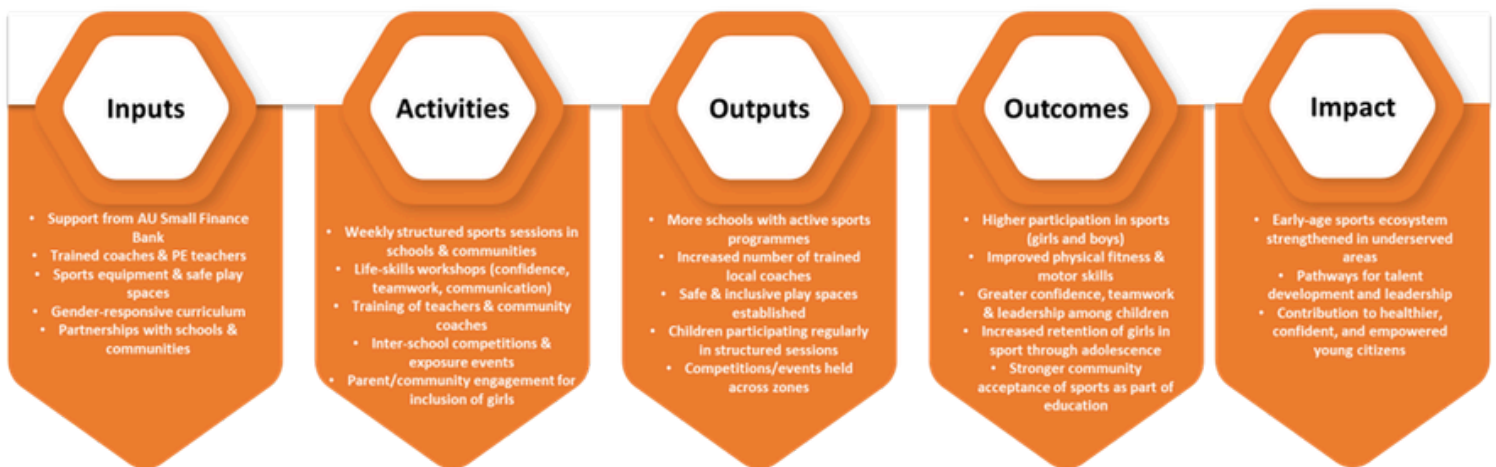 Inputs
• Support from AU Small Finance
Bank
• Trained coaches & PE teachers
• Sports equipment & safe play
spaces
• Gender-responsive curriculum
• Partnerships with schools &
communities
Activities
• Weekly structured sports sessions in
schools & communities
• Life-skills workshops (confidence,
teamwork, communication)
• Training of teachers & community
coaches
• Inter-school competitions &
exposure events
• Parent/community engagement for
inclusion of girls
Outputs
• More schools with active sports
programmes
• Increased number of trained
local coaches
• Safe & inclusive play spaces
established
• Children participating regularly
in structured sessions
• Competitions/events held
across zones
Outcomes
• Higher participation in sports
(girls and boys)
• Improved physical fitness &
motor skills
• Greater confidence, teamwork
& leadership among children
• Increased retention of girls in
sport through adolescence
• Stronger community
acceptance of sports as part of
education
Impact
• Early-age sports ecosystem
strengthened in underserved
areas
• Pathways for talent
development and leadership
• Contribution to healthier,
confident, and empowered
young citizens